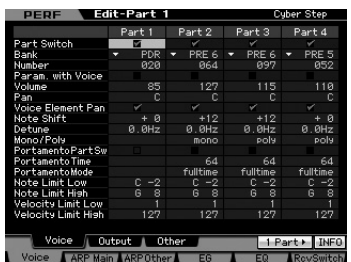 PERF Edit-Part 1 Cyber Step
Part 1 Part 2 Part 3 Part 4
Part Switch
Bank PDR PRE 6 PRE 6 PRE 5
Number 020 064 097 052
Param. with Voice
Volume 85 127 115 110
Pan C C C C
Voice Element Pan
Note Shift + 0 +12 +12 + 0
Detune 0.0Hz 0.0Hz 0.0Hz 0.0Hz
Mono/Poly mono poly poly
PortamentoPartSw
PortamentoTime 64 64 64
PortamentoMode fulltime fulltime fulltime
Note Limit Low C -2 C -2 C -2 C -2
Note Limit High G 8 G 8 G 8 G 8
Velocity Limit Low 1 1 1 1
Velocity Limit High 127 127 127 127
Voice Output Other 1 Part INFO
Voice ARP Main ARP Other EG EQ RcvSwitch